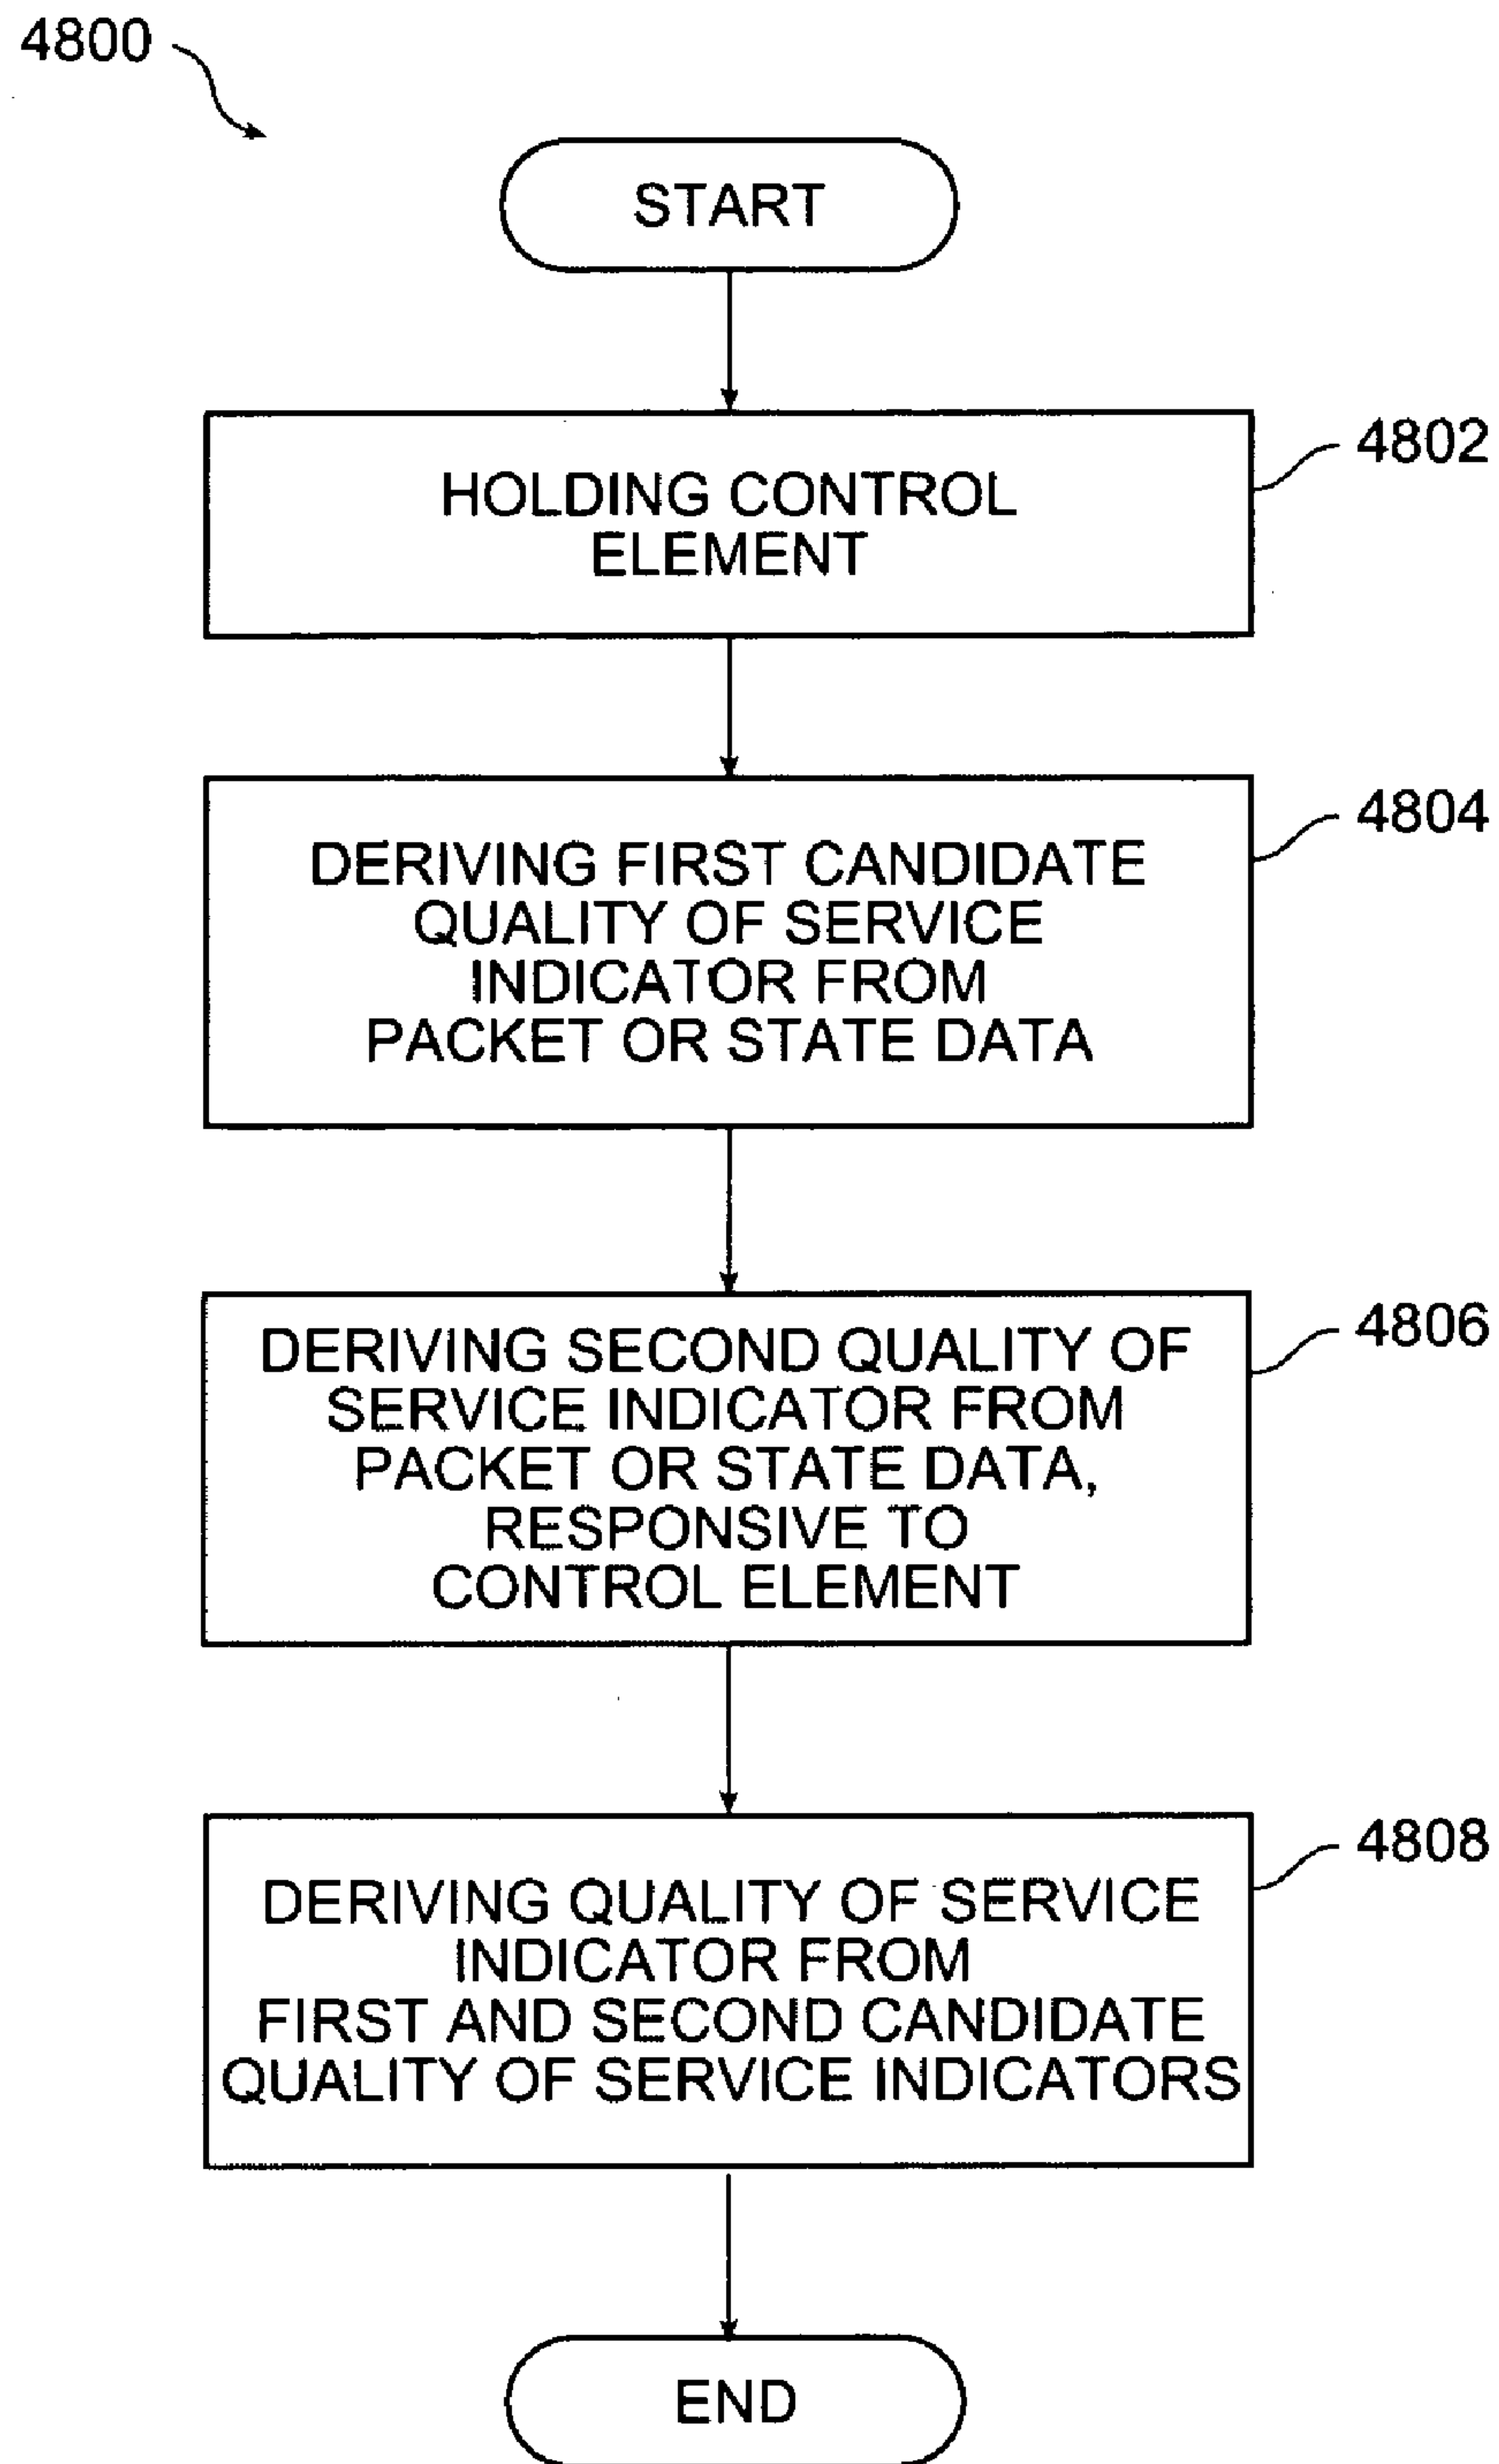 4800
START
HOLDING CONTROL
ELEMENT
4802
DERIVING FIRST CANDIDATE
QUALITY OF SERVICE
INDICATOR FROM
PACKET OR STATE DATA
4804
DERIVING SECOND QUALITY OF
SERVICE INDICATOR FROM
PACKET OR STATE DATA,
RESPONSIVE TO
CONTROL ELEMENT
4806
DERIVING QUALITY OF SERVICE
INDICATOR FROM
FIRST AND SECOND CANDIDATE
QUALITY OF SERVICE INDICATORS
4808
END